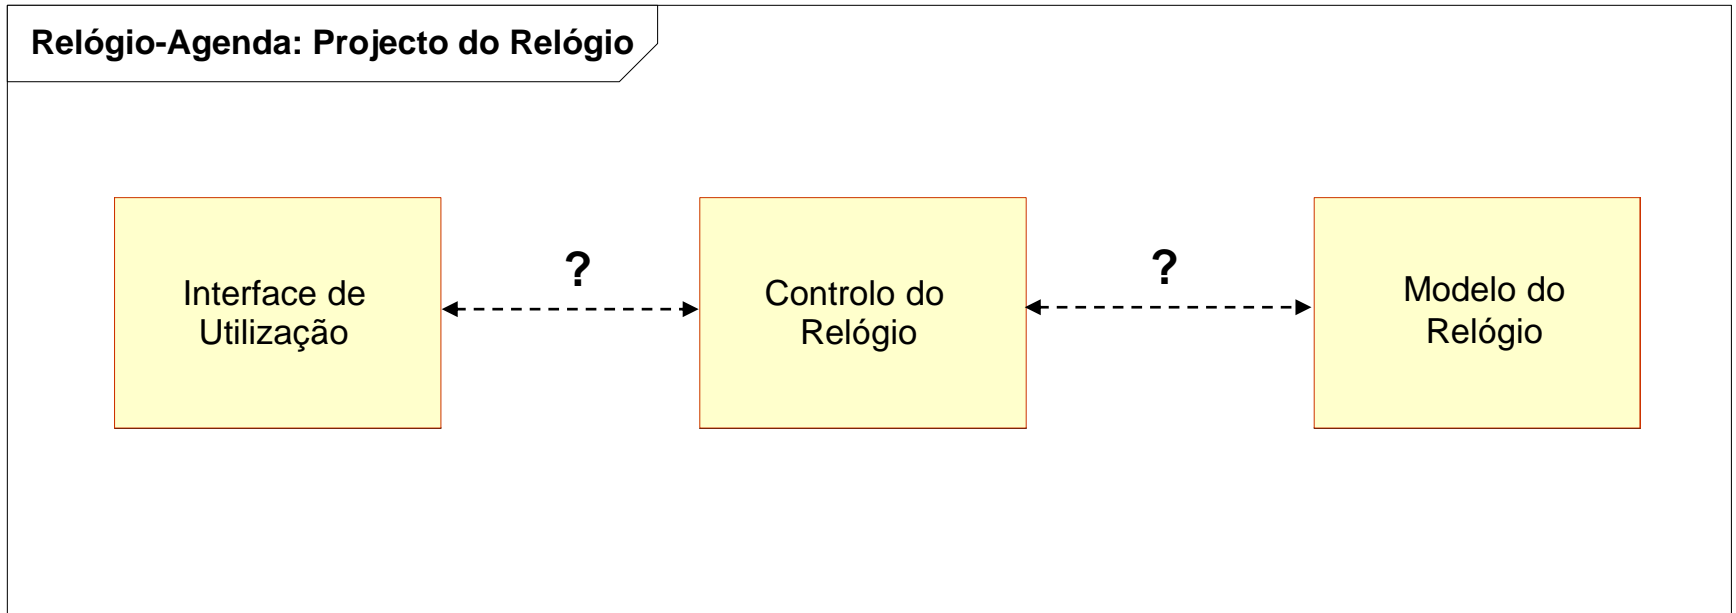 Relógio-Agenda: Projecto do Relógio
?
?
Interface de
Utilização
Controlo do
Relógio
Modelo do
Relógio